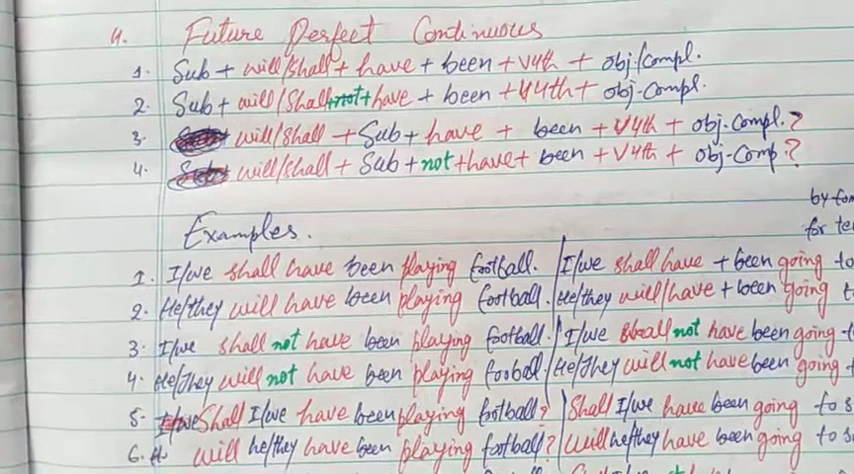 4. Future Perfect Continuous
1. Sub + will/shall + have + been + V4th + obj/compl.
2. Sub + will/shall + not + have + been + V4th + obj-Compl.
3. will/shall + Sub + have + been + V4th + obj-Compl.?
4. will/shall + Sub + not + have + been + V4th + obj-Comp.?
by
Examples. for
1. I/we shall have been playing football. I/we shall have + been going to
2. He/they will have been playing football. He/they will/have + been going
3. I/we shall not have been playing football. I/we shall not have been going
4. He/They will not have been playing fooball. He/They will not have been going
5. Shall I/we have been playing football? Shall I/we have been going to
6. will he/they have been playing football? Will he/they have been going to